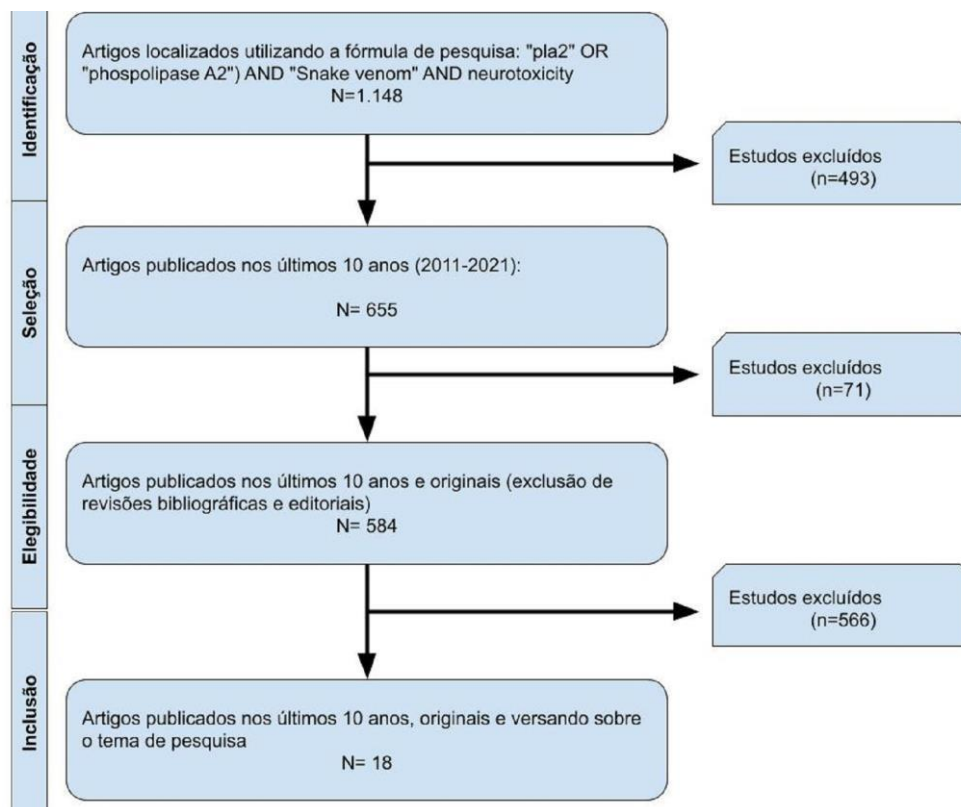 Identificação
Artigos localizados utilizando a fórmula de pesquisa: "pla2" OR
"phospolipase A2") AND "Snake venom" AND neurotoxicity
N=1.148
Estudos excluídos
(n=493)
Seleção
Artigos publicados nos últimos 10 anos (2011-2021):
N= 655
Estudos excluídos
(n=71)
Elegibilidade
Artigos publicados nos últimos 10 anos e originais (exclusão de
revisões bibliográficas e editoriais)
N= 584
Estudos excluídos
(n=566)
Inclusão
Artigos publicados nos últimos 10 anos, originais e versando sobre
o tema de pesquisa
N= 18